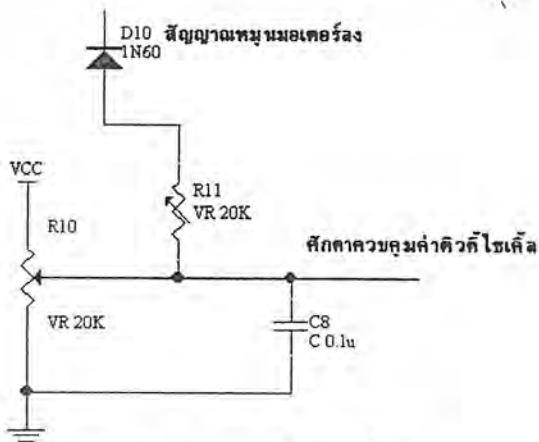 D10 สัญญาณหมุนมอเตอร์ลง
1N60
VCC
R11
VR 20K
R10
ศักดาควบคุมค่าดิวตี้ไซเคิ้ล
VR 20K
C8
C 0.1u